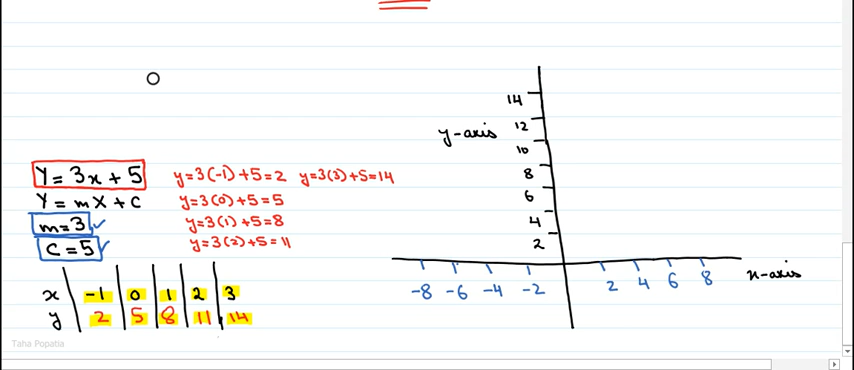 y = 3x + 5
y = mx + c
m = 3
c = 5
y=3(-1)+5=2 y=3(3)+5=14
y=3(0)+5=5
y=3(1)+5=8
y=3(2)+5=11
x -1 0 1 2 3
y 2 5 8 11 14
y-axis
14
12
10
8
6
4
2
-8 -6 -4 -2 2 4 6 8
x-axis
Taha Popatia